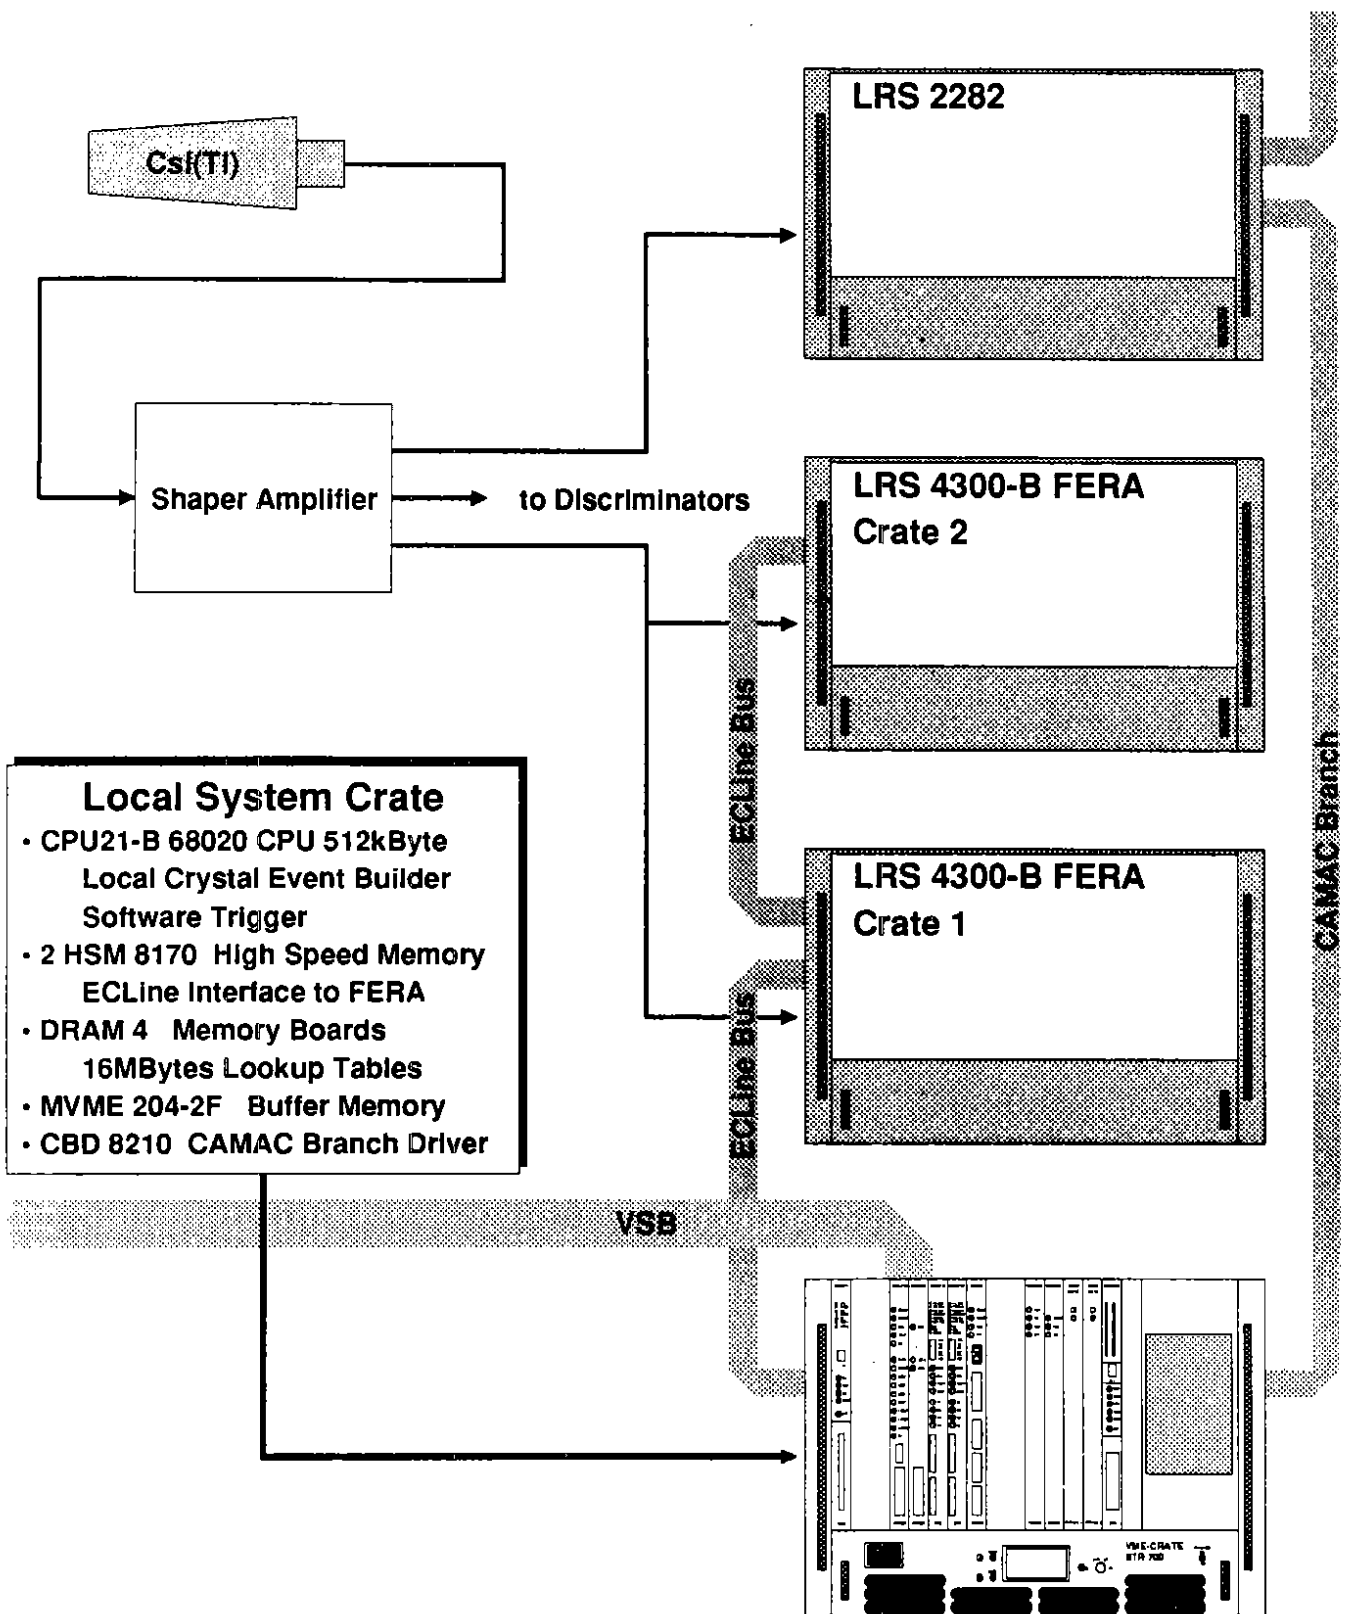 LRS 2282
CsI(Tl)
Shaper Amplifier
to Discriminators
LRS 4300-B FERA
Crate 2
ECLine Bus
CAMAC Branch
Local System Crate
· CPU21-B 68020 CPU 512kByte
Local Crystal Event Builder
Software Trigger
· 2 HSM 8170 High Speed Memory
ECLine Interface to FERA
· DRAM 4 Memory Boards
16MBytes Lookup Tables
· MVME 204-2F Buffer Memory
· CBD 8210 CAMAC Branch Driver
LRS 4300-B FERA
Crate 1
ECLine Bus
VSB
VME-CRATE